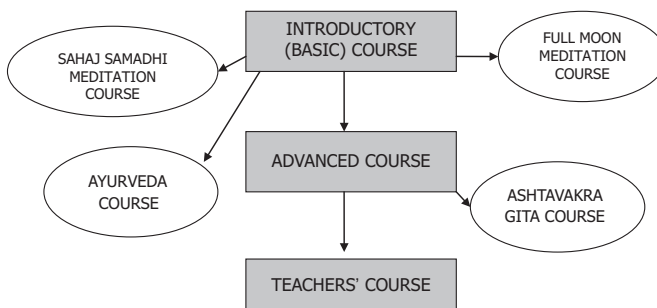 INTRODUCTORY
(BASIC) COURSE
SAHAJ SAMADHI
MEDITATION
COURSE
FULL MOON
MEDITATION
COURSE
ADVANCED COURSE
AYURVEDA
COURSE
ASHTAVAKRA
GITA COURSE
TEACHERS’ COURSE